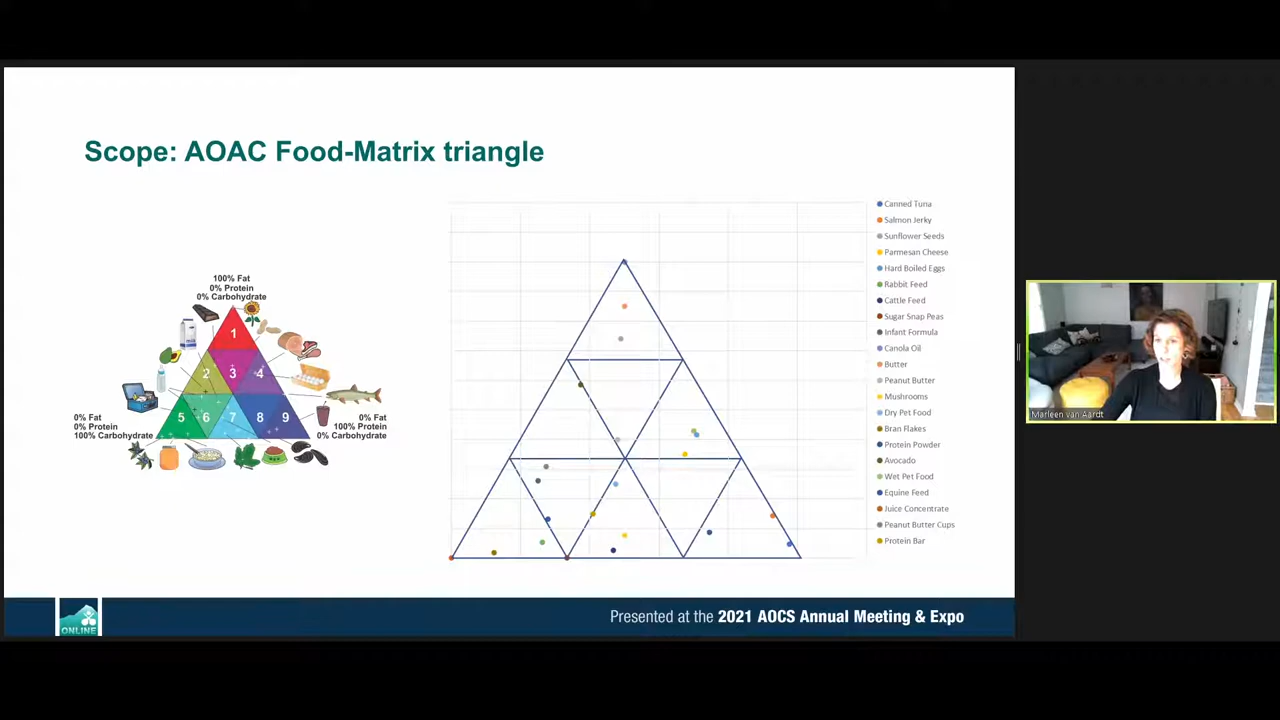 Scope: AOAC Food-Matrix triangle
100% Fat
0% Protein
0% Carbohydrate
1
2
3
4
5
6
7
8
9
0% Fat
0% Protein
100% Carbohydrate
0% Fat
100% Protein
0% Carbohydrate
Canned Tuna
Salmon Jerky
Sunflower Seeds
Parmesan Cheese
Hard Boiled Eggs
Rabbit Feed
Cattle Feed
Sugar Snap Peas
Infant Formula
Canola Oil
Butter
Peanut Butter
Mushrooms
Dry Pet Food
Bran Flakes
Protein Powder
Avocado
Wet Pet Food
Equine Feed
Juice Concentrate
Peanut Butter Cups
Protein Bar
Marleen van Aardt
ONLINE
Presented at the 2021 AOCS Annual Meeting & Expo